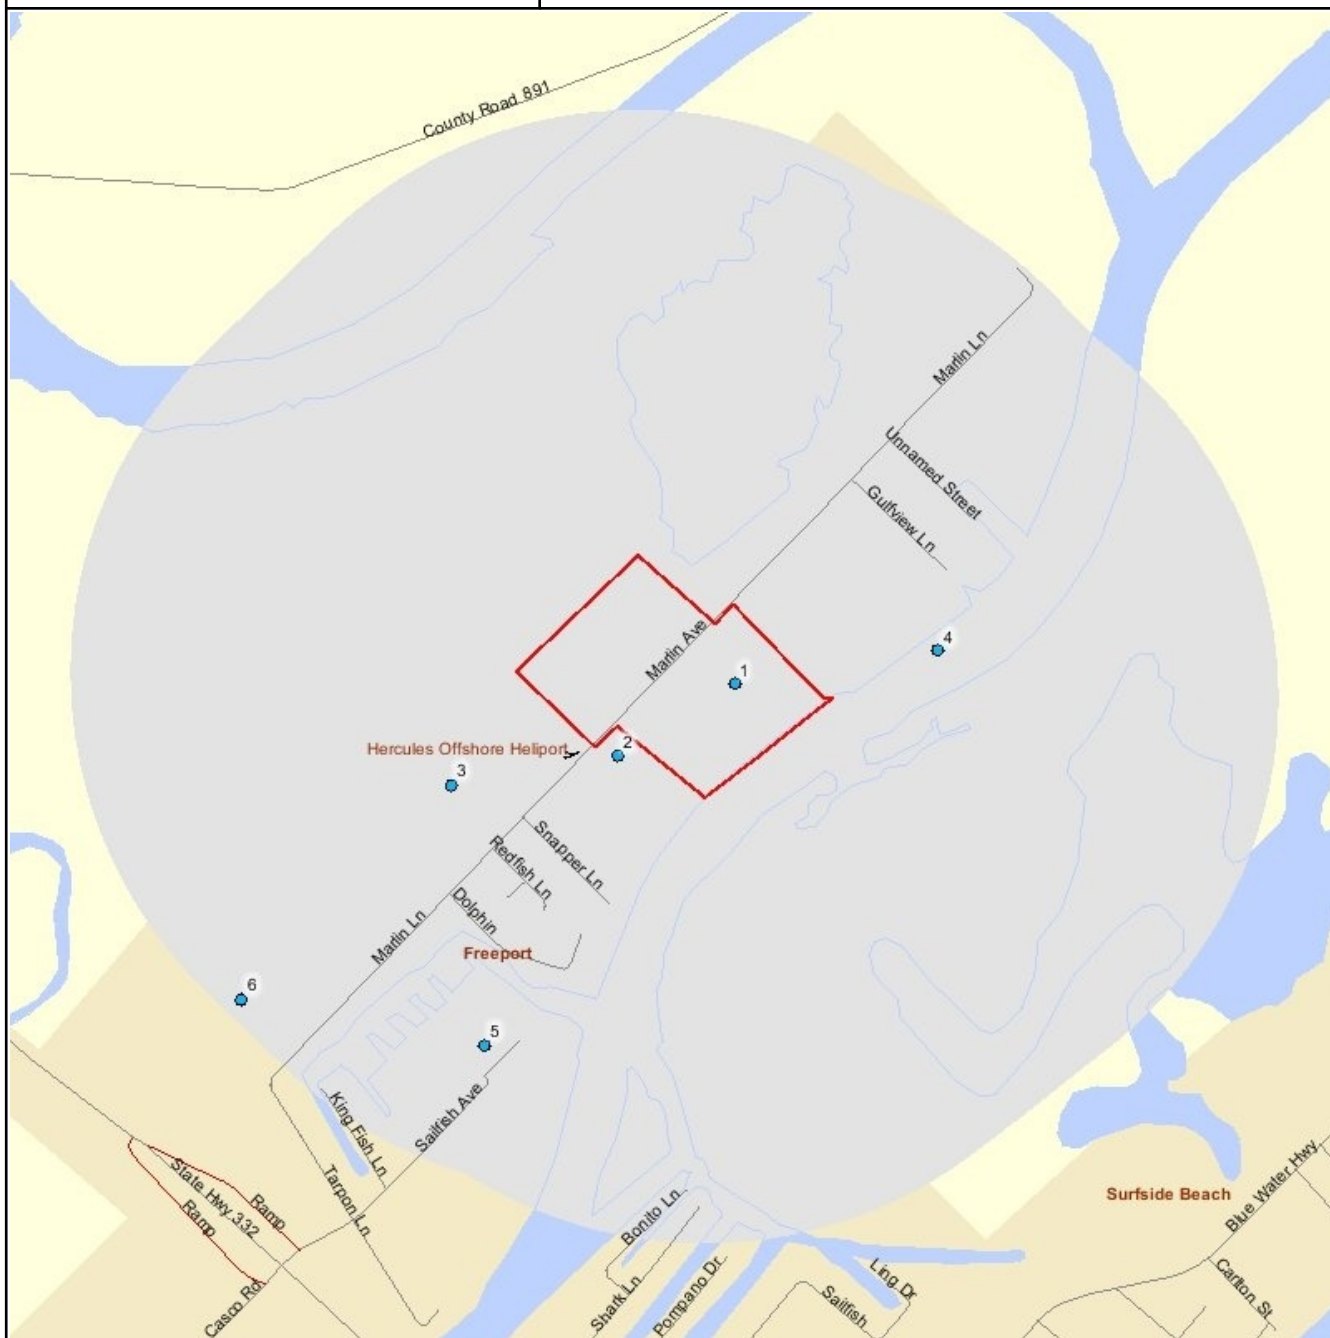 County Road 891
Marlin Ln
Unnamed Street
Gulfview Ln
Marlin Ave
4
1
2
Hercules Offshore Heliport
3
Snapper Ln
Redfish Ln
Dolphin
Marlin Ln
Freeport
6
5
King Fish Ln
Sailfish Ave
State Hwy 332
Ramp
Ramp
Tarpon Ln
Bonito Ln
Surfside Beach
Blue Water Hwy
Casco Rd
Shark Ln
Pompano Dr
Ling Dr
Sailfish
Carlton St